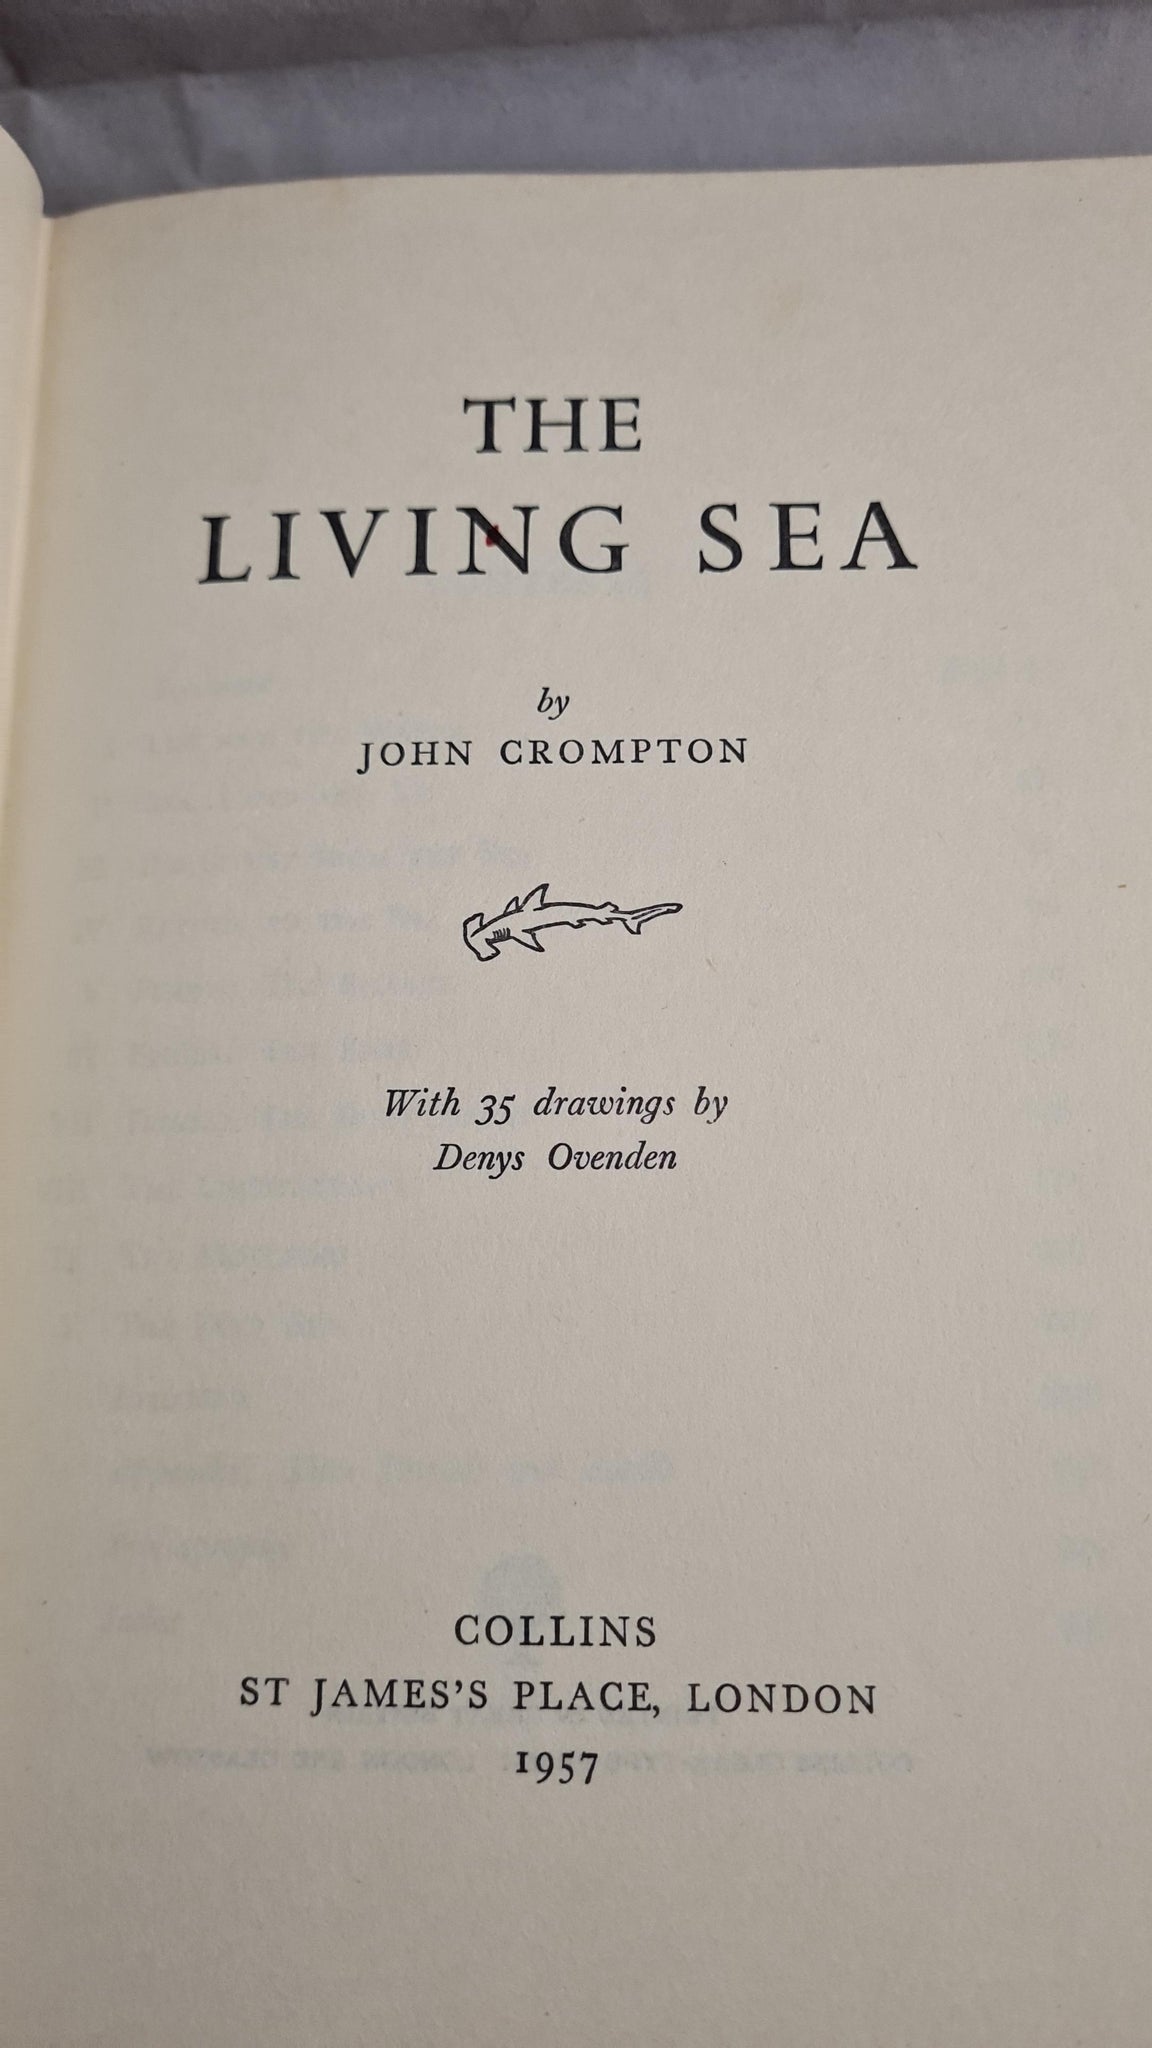 THE
LIVING SEA
by
JOHN CROMPTON
With 35 drawings by
Denys Ovenden
COLLINS
ST JAMES'S PLACE, LONDON
1957